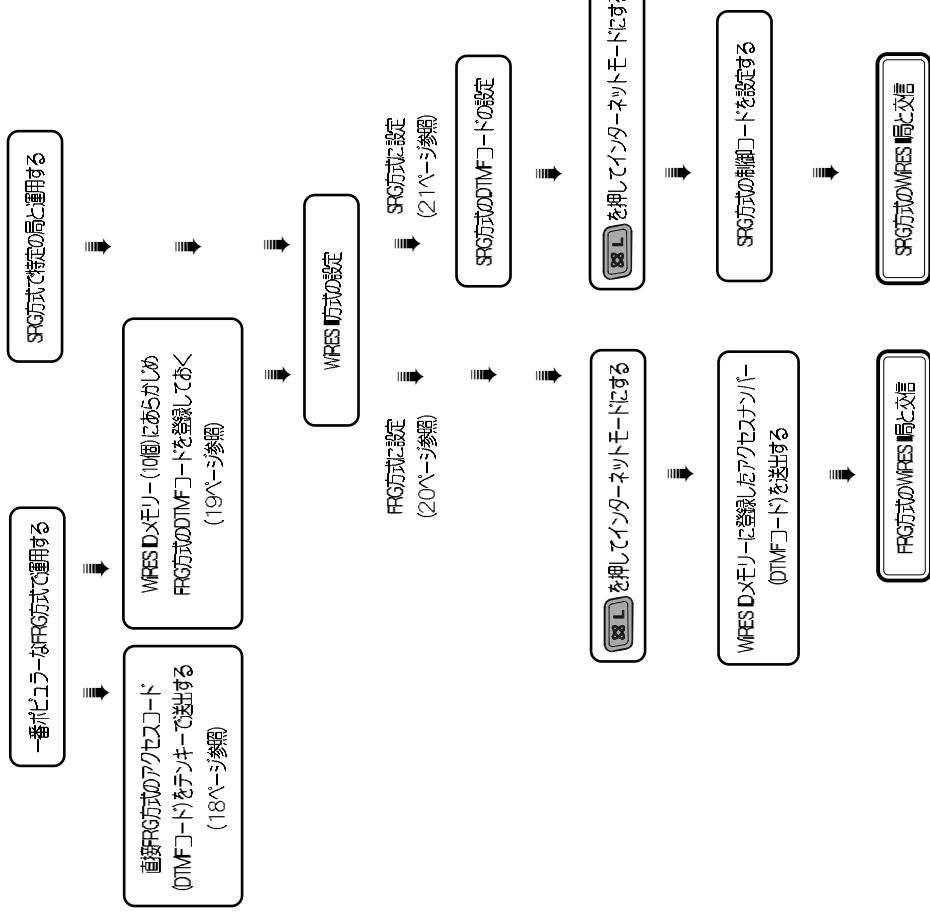 一番ポピュラーなFRG方式で運用する
直接FRG方式のアクセスコード
(DTMFコード)をテンキーで送出する
(18ページ参照)
WiRES IDメモリー(10個)にあらかじめ
FRG方式のDTMFコードを登録しておく
(19ページ参照)
SRG方式で特定の局と運用する
WiRES II方式の設定
FRG方式に設定
(20ページ参照)
SRG方式に設定
(21ページ参照)
SRG方式のDTMFコードの設定
L を押してインターネットモードにする
WiRES IDメモリーに登録したアクセスナンバー
(DTMFコード)を送出する
FRG方式のWiRES II局と交信
L を押してインターネットモードにする
SRG方式の制御コードを設定する
SRG方式のWiRES II局と交信